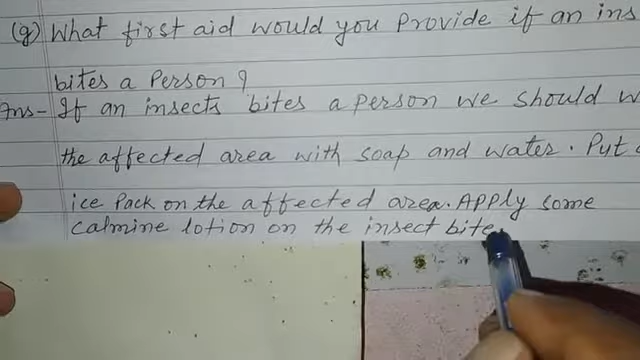 (g) What first aid would you Provide if an ins
bites a Person?
Ans- If an insects bites a person we should w
the affected area with soap and water. Put a
ice Pack on the affected area. Apply some
calmine lotion on the insect bite.